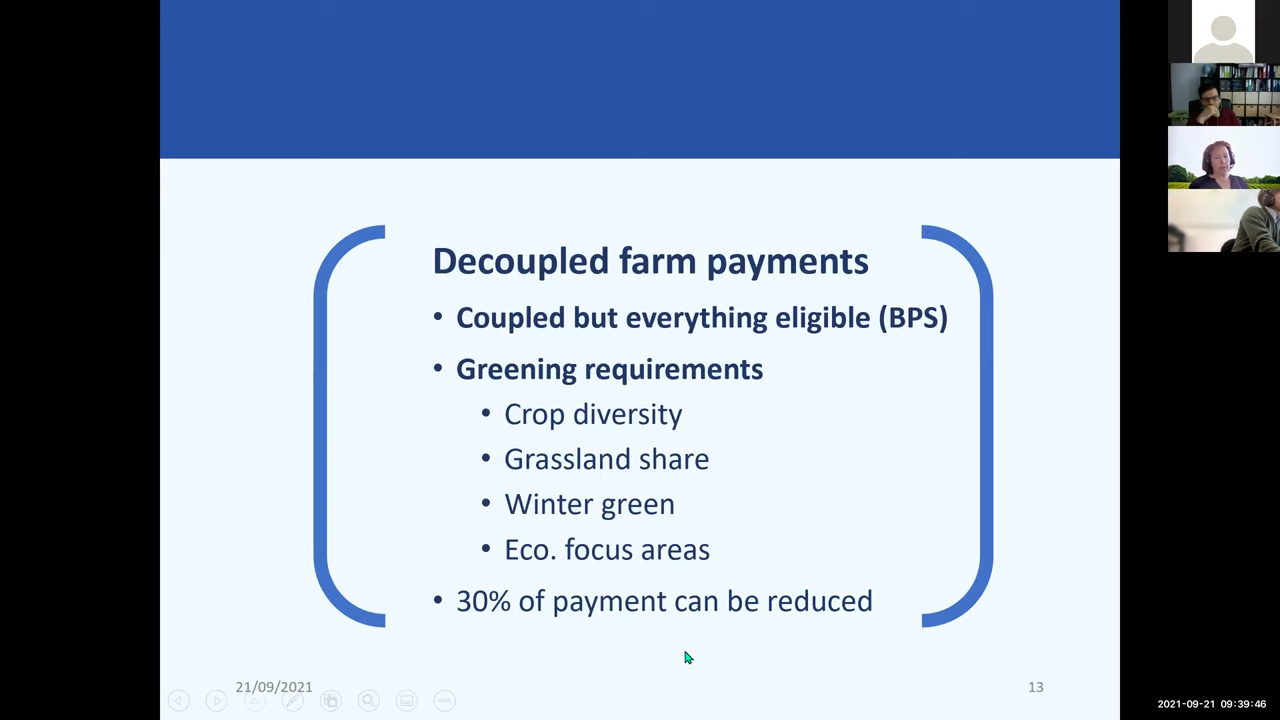 Decoupled farm payments
• Coupled but everything eligible (BPS)
• Greening requirements
• Crop diversity
• Grassland share
• Winter green
• Eco. focus areas
• 30% of payment can be reduced
21/09/2021
13
2021-09-21 09:39:46